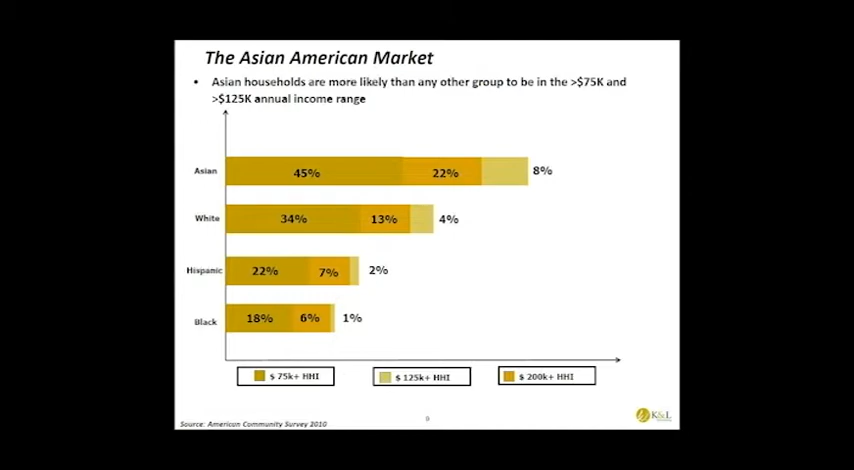 The Asian American Market
• Asian households are more likely than any other group to be in the >$75K and
>$125K annual income range
Asian 45% 22% 8%
White 34% 13% 4%
Hispanic 22% 7% 2%
Black 18% 6% 1%
$ 75k+ HHI $ 125k+ HHI $ 200k+ HHI
Source: American Community Survey 2010
9
K&L